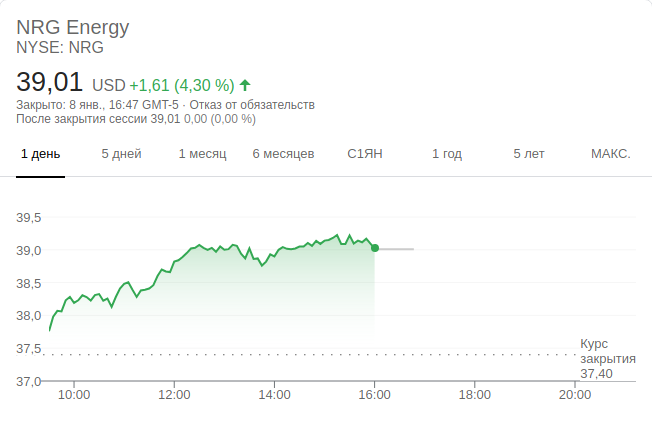 NRG Energy
NYSE: NRG
39,01 USD +1,61 (4,30 %)
Закрыто: 8 янв., 16:47 GMT-5 · Отказ от обязательств
После закрытия сессии 39,01 0,00 (0,00 %)
1 день 5 дней 1 месяц 6 месяцев С1ЯН 1 год 5 лет МАКС.
39,5
39,0
38,5
38,0
37,5
37,0
Курс
закрытия
37,40
10:00 12:00 14:00 16:00 18:00 20:00